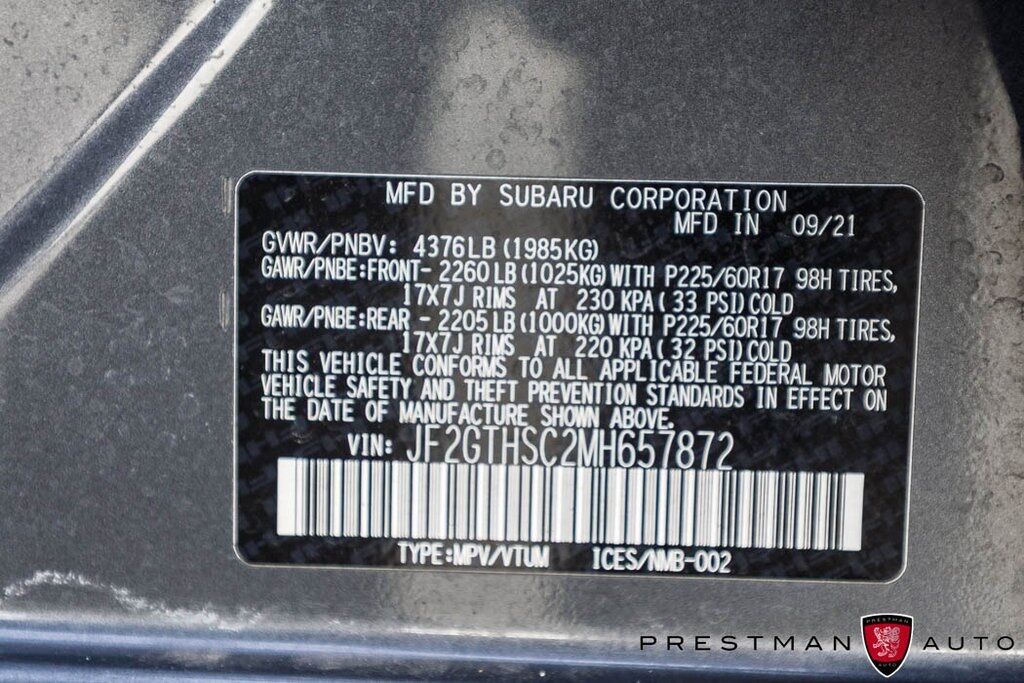 MFD BY SUBARU CORPORATION
MFD IN 09/21
GVWR/PNBV: 4376LB (1985KG)
GAWR/PNBE:FRONT- 2260LB (1025KG) WITH P225/60R17 98H TIRES,
17X7J RIMS AT 230 KPA( 33 PSI) COLD
GAWR/PNBE:REAR - 2205LB (1000KG) WITH P225/60R17 98H TIRES,
17X7J RIMS AT 220 KPA( 32 PSI) COLD
THIS VEHICLE CONFORMS TO ALL APPLICABLE FEDERAL MOTOR
VEHICLE SAFETY AND THEFT PREVENTION STANDARDS IN EFFECT ON
THE DATE OF MANUFACTURE SHOWN ABOVE.
VIN: JF2GTHSC2MH657872
TYPE:MPV/VTUM ICES/NMB-002
PRESTMAN
PRESTMAN AUTO
AUTO